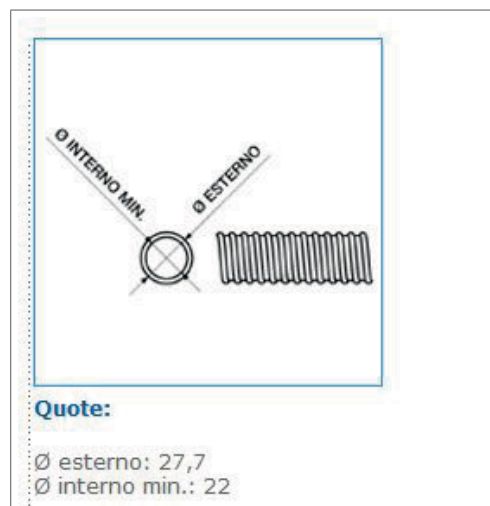 Ø INTERNO MIN.
Ø ESTERNO
Quote:
Ø esterno: 27,7
Ø interno min.: 22